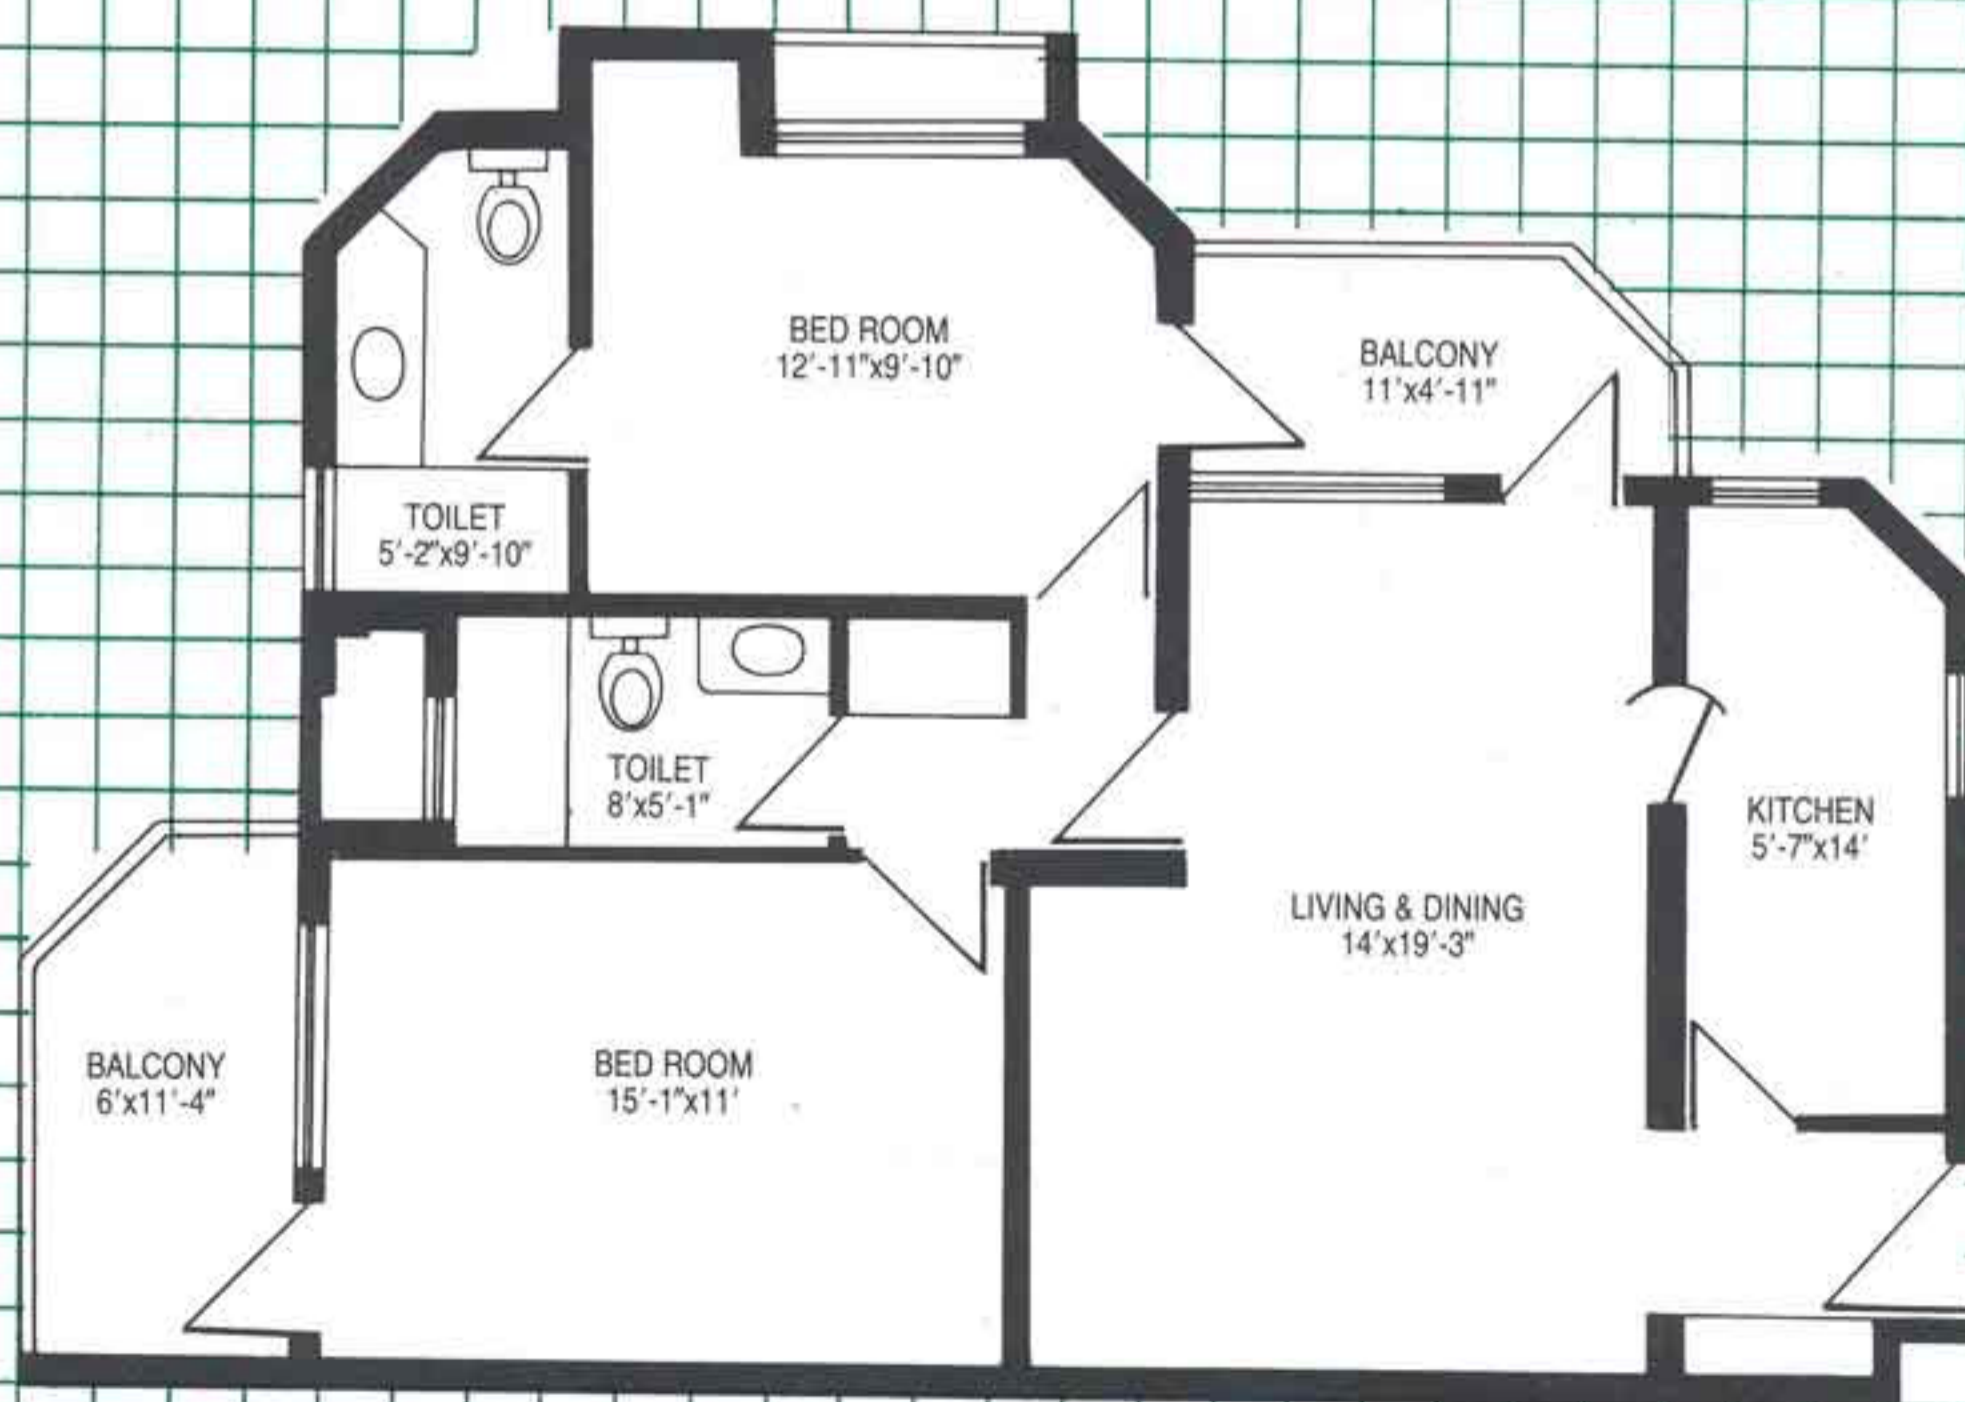 BED ROOM
12'-11"x9'-10"
BALCONY
11'x4'-11"
TOILET
5'-2"x9'-10"
TOILET
8'x5'-1"
KITCHEN
5'-7"x14'
LIVING & DINING
14'x19'-3"
BALCONY
6'x11'-4"
BED ROOM
15'-1"x11'